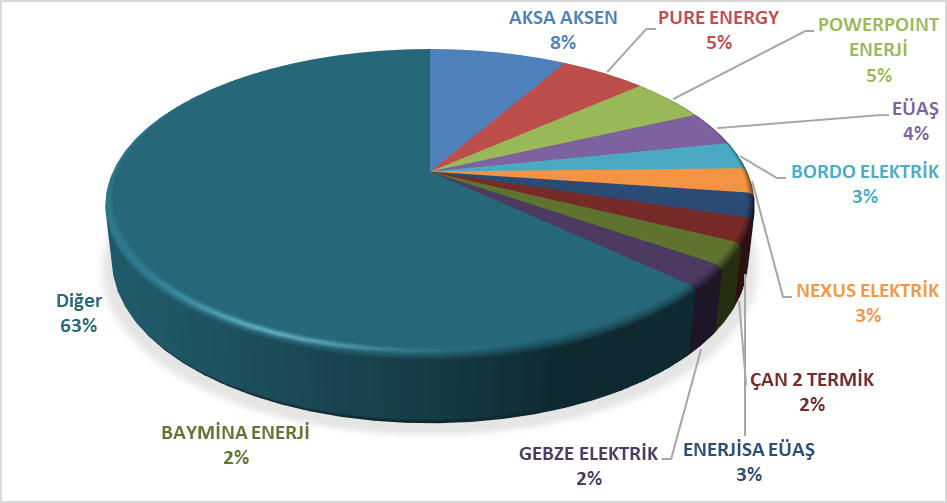 AKSA AKSEN
8%
PURE ENERGY
5%
POWERPOINT
ENERJİ
5%
EÜAŞ
4%
BORDO ELEKTRİK
3%
NEXUS ELEKTRİK
3%
ÇAN 2 TERMİK
2%
ENERJİSA EÜAŞ
3%
GEBZE ELEKTRİK
2%
BAYMİNA ENERJİ
2%
Diğer
63%